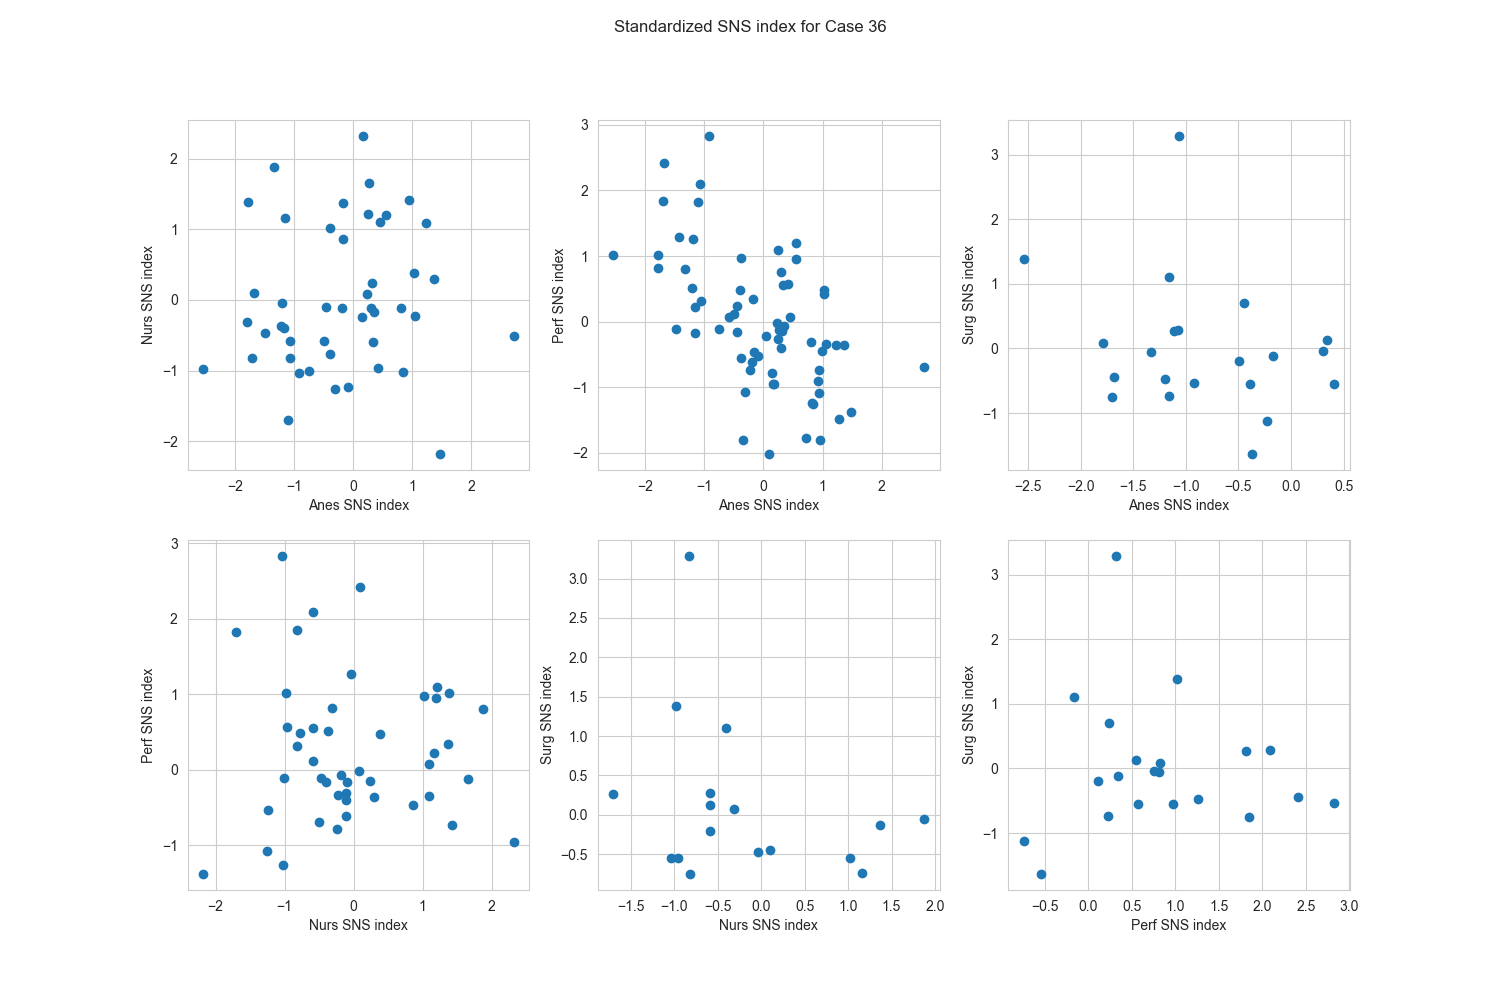 Standardized SNS index for Case 36
Nurs SNS index
2
1
0
−1
−2
−2 −1 0 1 2
Anes SNS index
Perf SNS index
3
2
1
0
−1
−2
−2 −1 0 1 2
Anes SNS index
Surg SNS index
3
2
1
0
−1
−2.5 −2.0 −1.5 −1.0 −0.5 0.0 0.5
Anes SNS index
Perf SNS index
3
2
1
0
−1
−2 −1 0 1 2
Nurs SNS index
Surg SNS index
3.0
2.5
2.0
1.5
1.0
0.5
0.0
−0.5
−1.5 −1.0 −0.5 0.0 0.5 1.0 1.5 2.0
Nurs SNS index
Surg SNS index
3
2
1
0
−1
−0.5 0.0 0.5 1.0 1.5 2.0 2.5 3.0
Perf SNS index